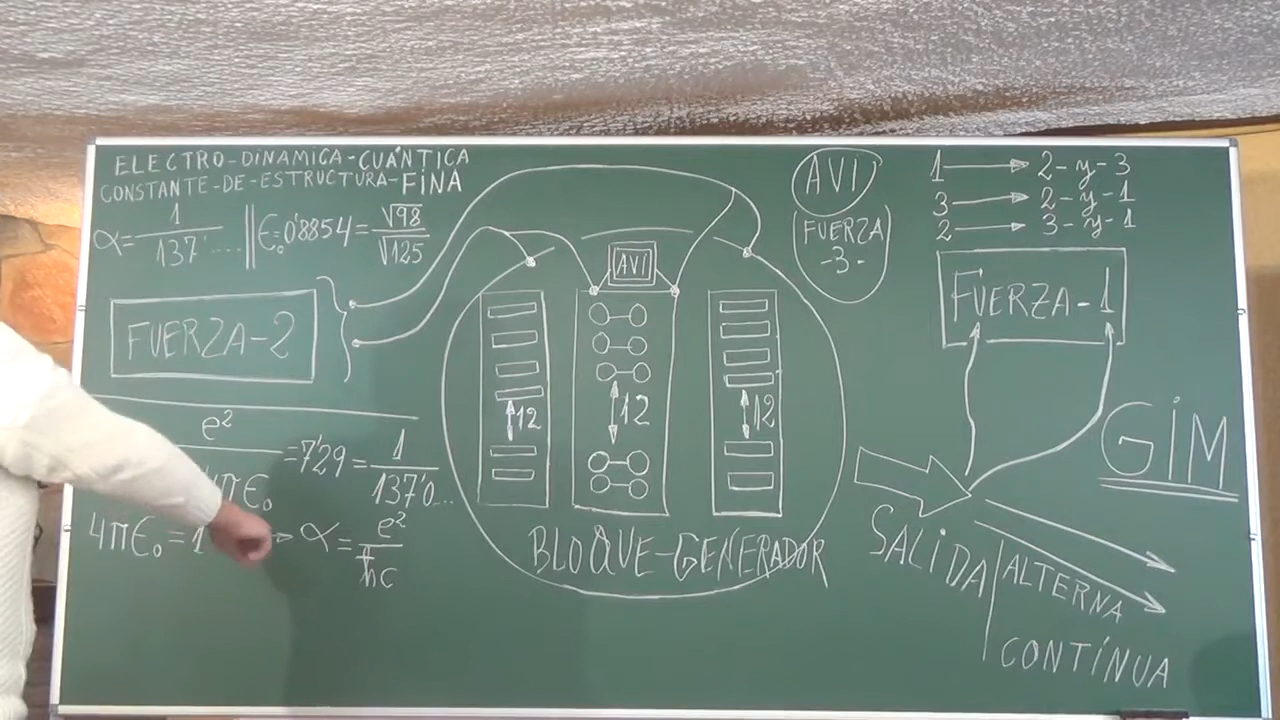 ELECTRO-DINAMICA-CUÁNTICA
CONSTANTE-DE-ESTRUCTURA-FINA
α = 1/137'.... || ϵ₀=0'8854 = √98/√125
FUERZA-2
e²
4πϵ₀ = 7'29 = 1/137'0...
4πϵ₀ = 1 α = e²/ħc
AVI
12
12
12
BLOQUE-GENERADOR
AVI
FUERZA
-3-
1 → 2-y-3
3 → 2-y-1
2 → 3-y-1
FUERZA-1
GiM
SALiDA
ALTERNA
CONTÍNUA